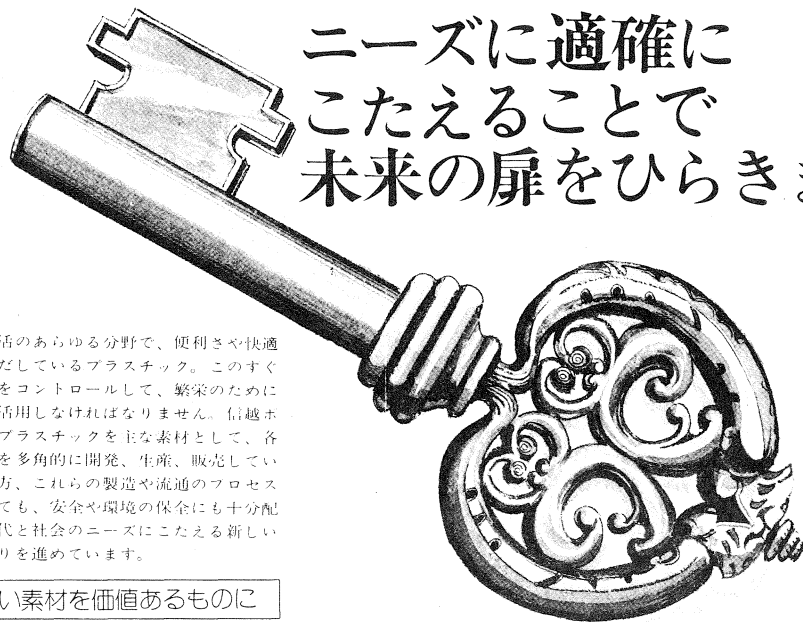 ニーズに適確に
こたえることで
未来の扉をひらきま
活のあらゆる分野で、便利さや快適
だしているプラスチック。このすぐ
をコントロールして、繁栄のために
活用しなければなりません。信越ポ
プラスチックを主な素材として、各
を多角的に開発、生産、販売してい
方、これらの製造や流通のプロセス
ても、安全や環境の保全にも十分配
代と社会のニーズにこたえる新しい
りを進めています。
い素材を価値あるものに